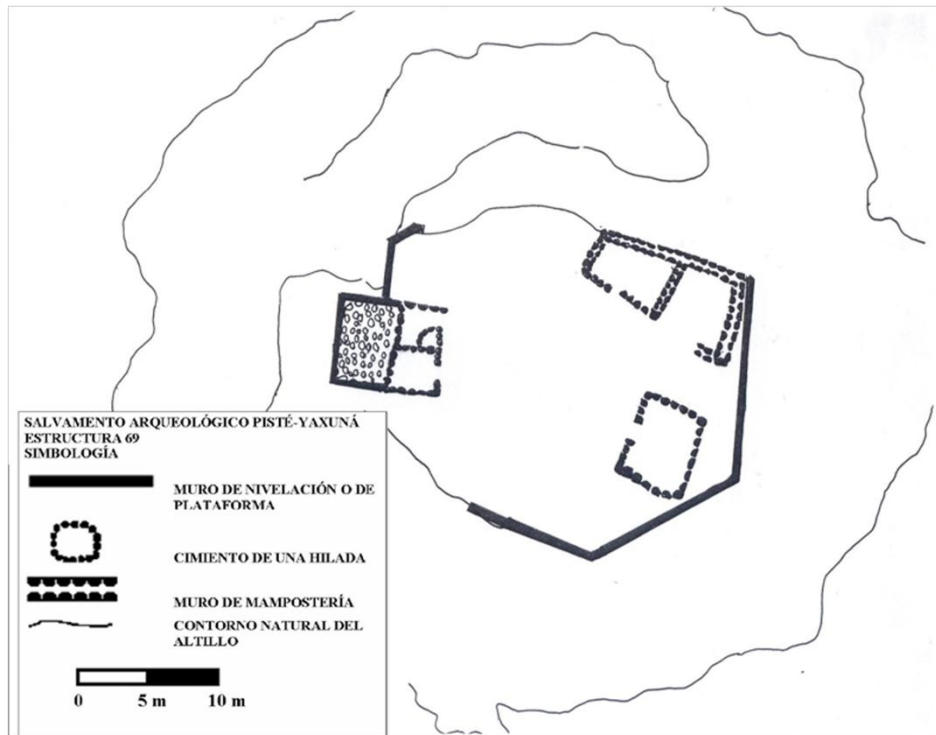 SALVAMENTO ARQUEOLÓGICO PISTÉ-YAXUNÁ
ESTRUCTURA 69
SIMBOLOGÍA
MURO DE NIVELACIÓN O DE
PLATAFORMA
CIMIENTO DE UNA HILADA
MURO DE MAMPOSTERÍA
CONTORNO NATURAL DEL
ALTILLO
0 5 m 10 m